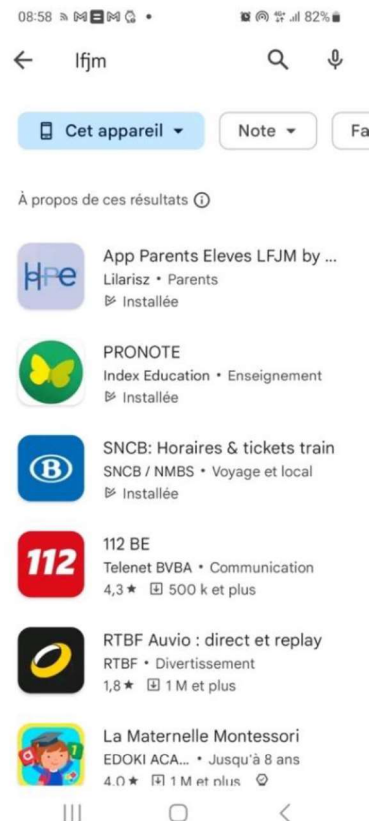 08:58
82%
lfjm
Cet appareil
Note
Fa
À propos de ces résultats
HPe
App Parents Eleves LFJM by ...
Lilarisz • Parents
Installée
PRONOTE
Index Education • Enseignement
Installée
B
SNCB: Horaires & tickets train
SNCB / NMBS • Voyage et local
Installée
112
112 BE
Telenet BVBA • Communication
4,3★ 500 k et plus
RTBF Auvio : direct et replay
RTBF • Divertissement
1,8★ 1 M et plus
La Maternelle Montessori
EDOKI ACA... • Jusqu'à 8 ans
4,0★ 1 M et plus